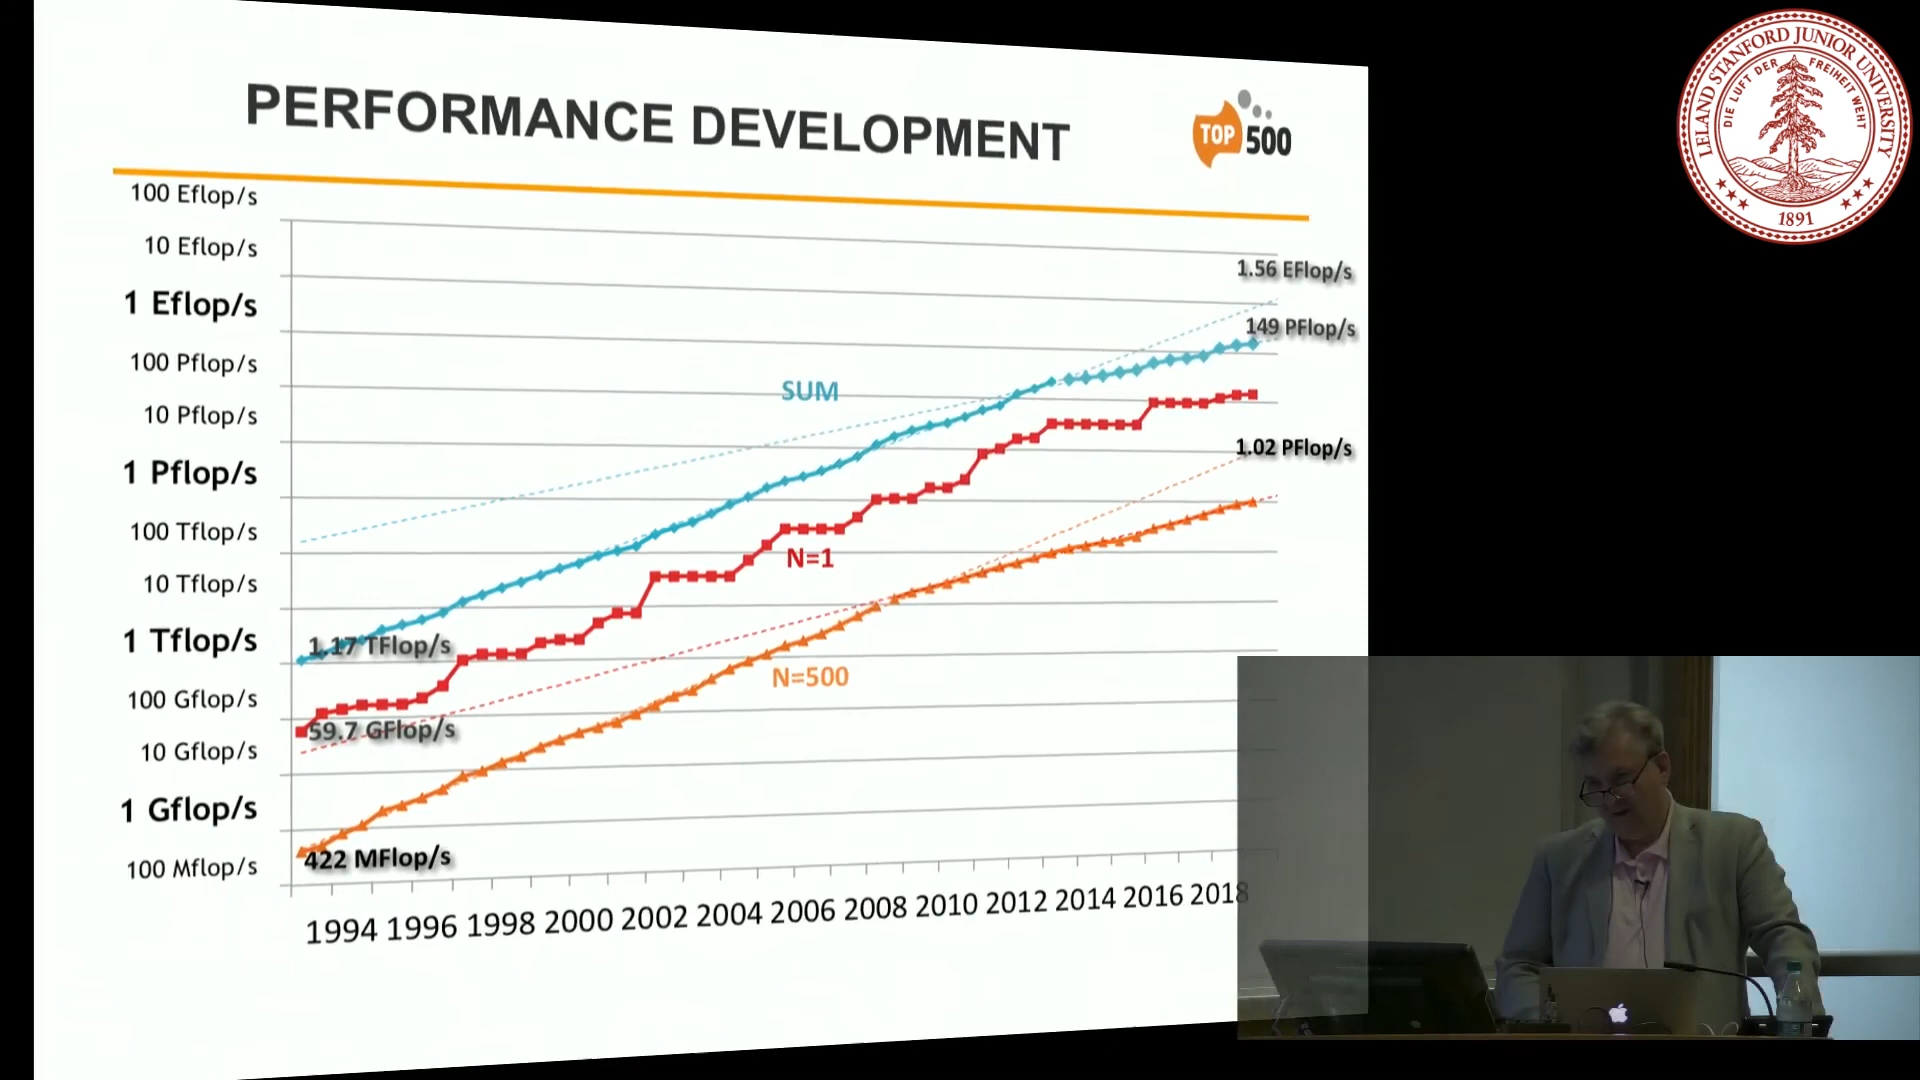 PERFORMANCE DEVELOPMENT
TOP 500
100 Eflop/s
10 Eflop/s
1 Eflop/s
100 Pflop/s
10 Pflop/s
1 Pflop/s
100 Tflop/s
10 Tflop/s
1 Tflop/s
100 Gflop/s
10 Gflop/s
1 Gflop/s
100 Mflop/s
1.56 EFlop/s
149 PFlop/s
1.02 PFlop/s
SUM
N=1
N=500
1.17 TFlop/s
59.7 GFlop/s
422 MFlop/s
1994 1996 1998 2000 2002 2004 2006 2008 2010 2012 2014 2016 2018
LELAND STANFORD JUNIOR UNIVERSITY
DIE LUFT DER FREIHEIT WEHT
1891